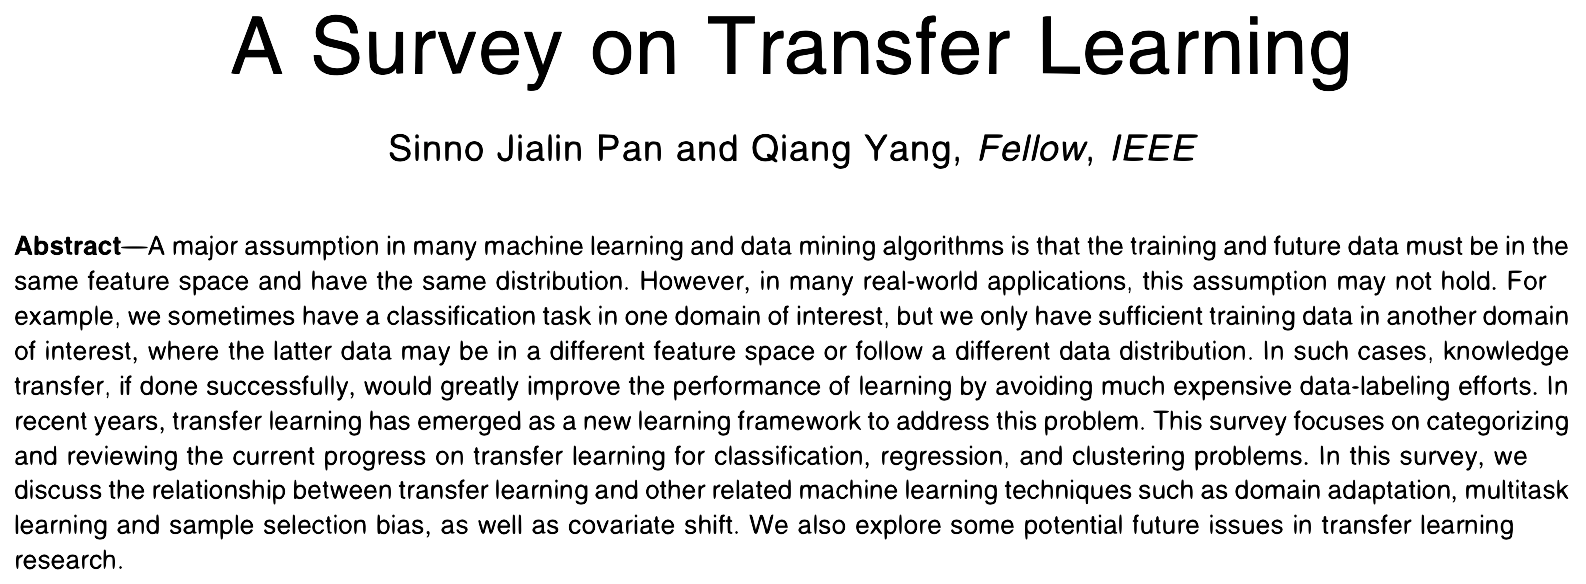 A Survey on Transfer Learning
Sinno Jialin Pan and Qiang Yang, Fellow, IEEE
Abstract—A major assumption in many machine learning and data mining algorithms is that the training and future data must be in the
same feature space and have the same distribution. However, in many real-world applications, this assumption may not hold. For
example, we sometimes have a classification task in one domain of interest, but we only have sufficient training data in another domain
of interest, where the latter data may be in a different feature space or follow a different data distribution. In such cases, knowledge
transfer, if done successfully, would greatly improve the performance of learning by avoiding much expensive data-labeling efforts. In
recent years, transfer learning has emerged as a new learning framework to address this problem. This survey focuses on categorizing
and reviewing the current progress on transfer learning for classification, regression, and clustering problems. In this survey, we
discuss the relationship between transfer learning and other related machine learning techniques such as domain adaptation, multitask
learning and sample selection bias, as well as covariate shift. We also explore some potential future issues in transfer learning
research.